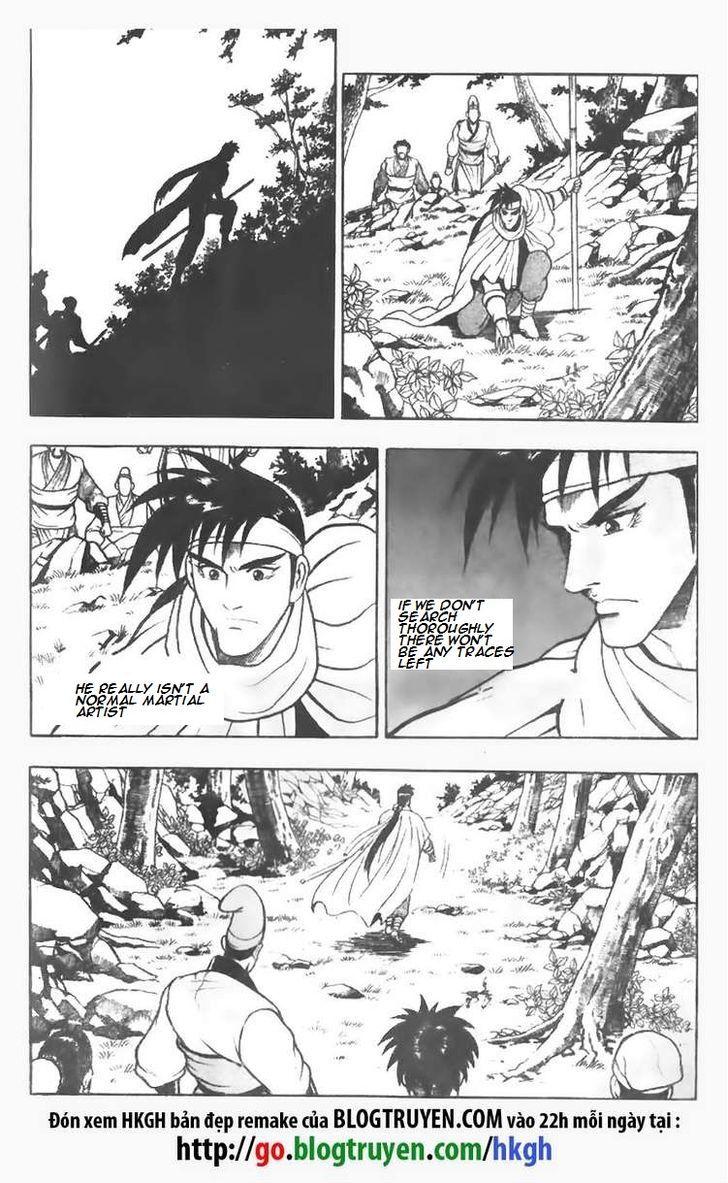 IF WE DON'T
SEARCH
THOROUGHLY
THERE WON'T
BE ANY TRACES
LEFT
HE REALLY ISN'T A
NORMAL MARTIAL
ARTIST
Đón xem HKGH bản đẹp remake của BLOGTRUYEN.COM vào 22h mỗi ngày tại :
http://go.blogtruyen.com/hkgh